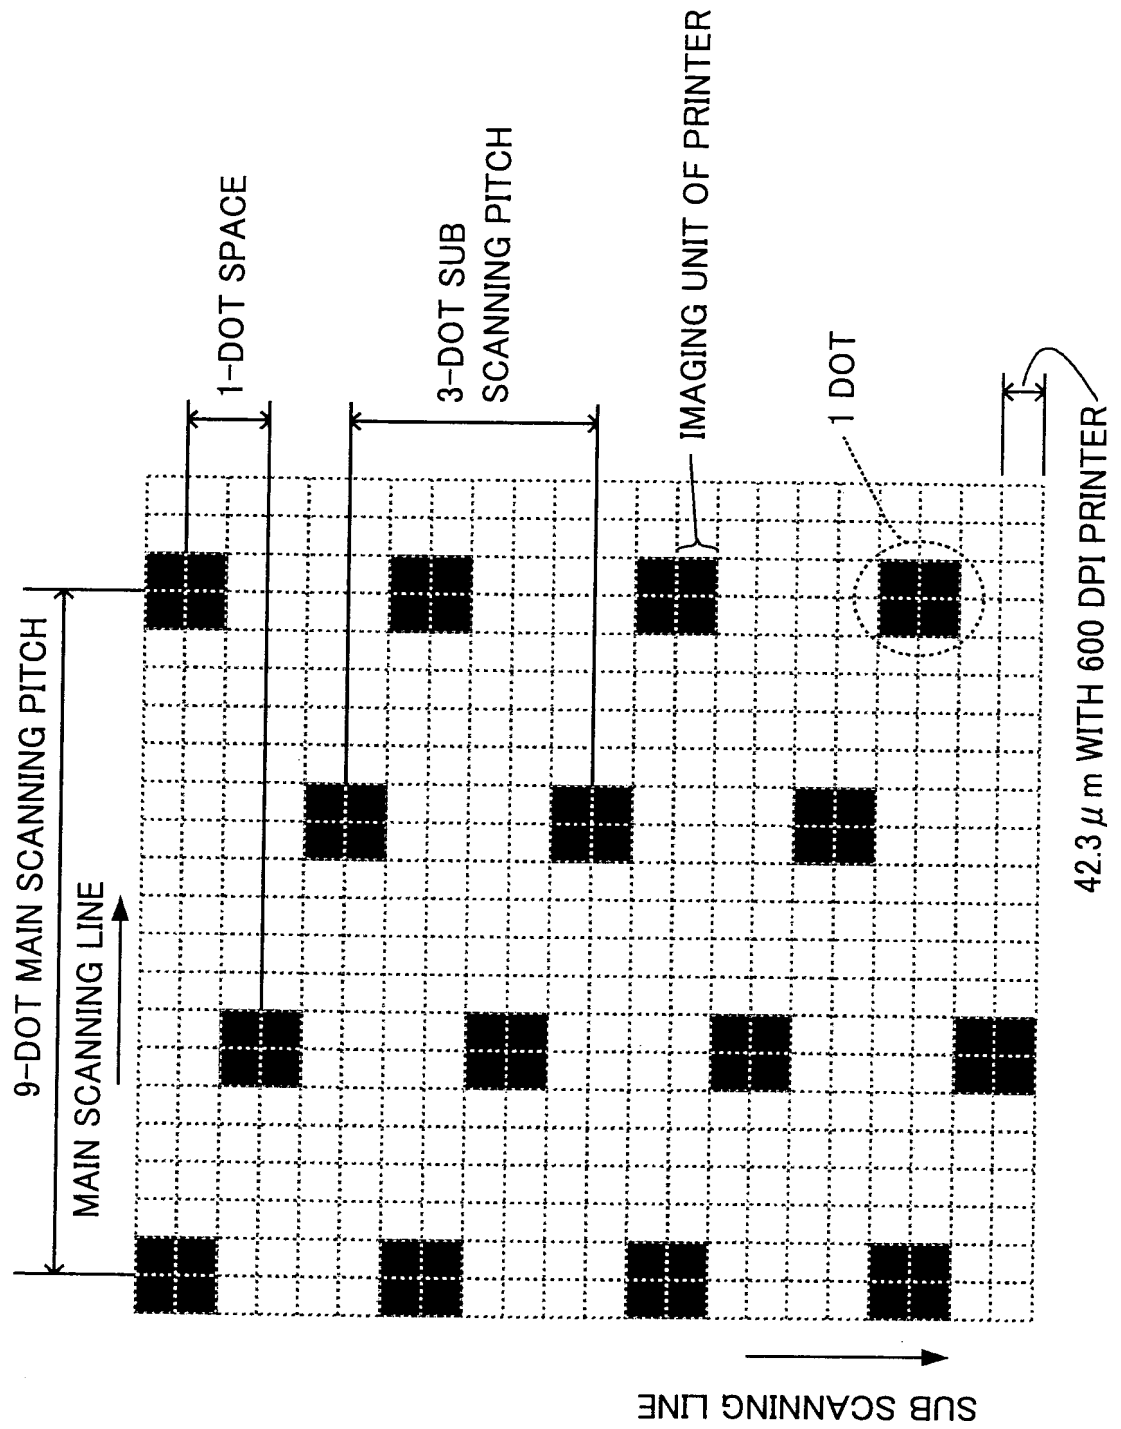 9-DOT MAIN SCANNING PITCH
MAIN SCANNING LINE
1-DOT SPACE
3-DOT SUB
SCANNING PITCH
IMAGING UNIT OF PRINTER
1 DOT
42.3 μm WITH 600 DPI PRINTER
SUB SCANNING LINE